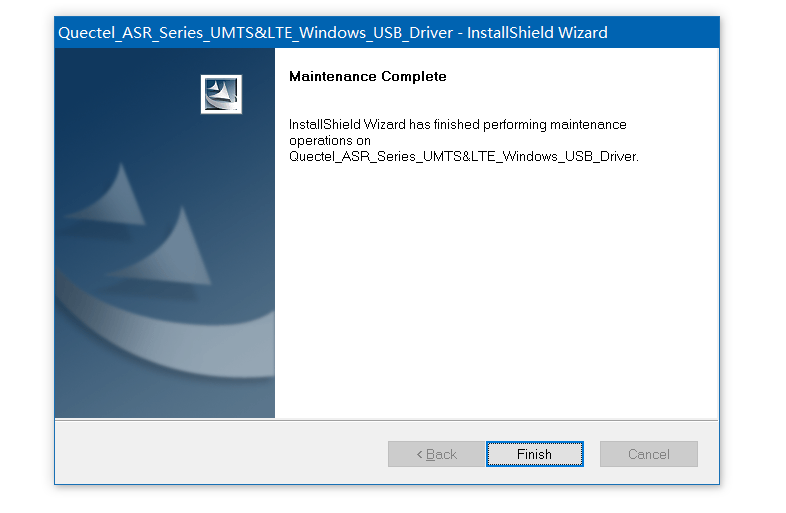 Quectel_ASR_Series_UMTS&LTE_Windows_USB_Driver - InstallShield Wizard
Maintenance Complete
InstallShield Wizard has finished performing maintenance
operations on
Quectel_ASR_Series_UMTS&LTE_Windows_USB_Driver.
< Back
Finish
Cancel